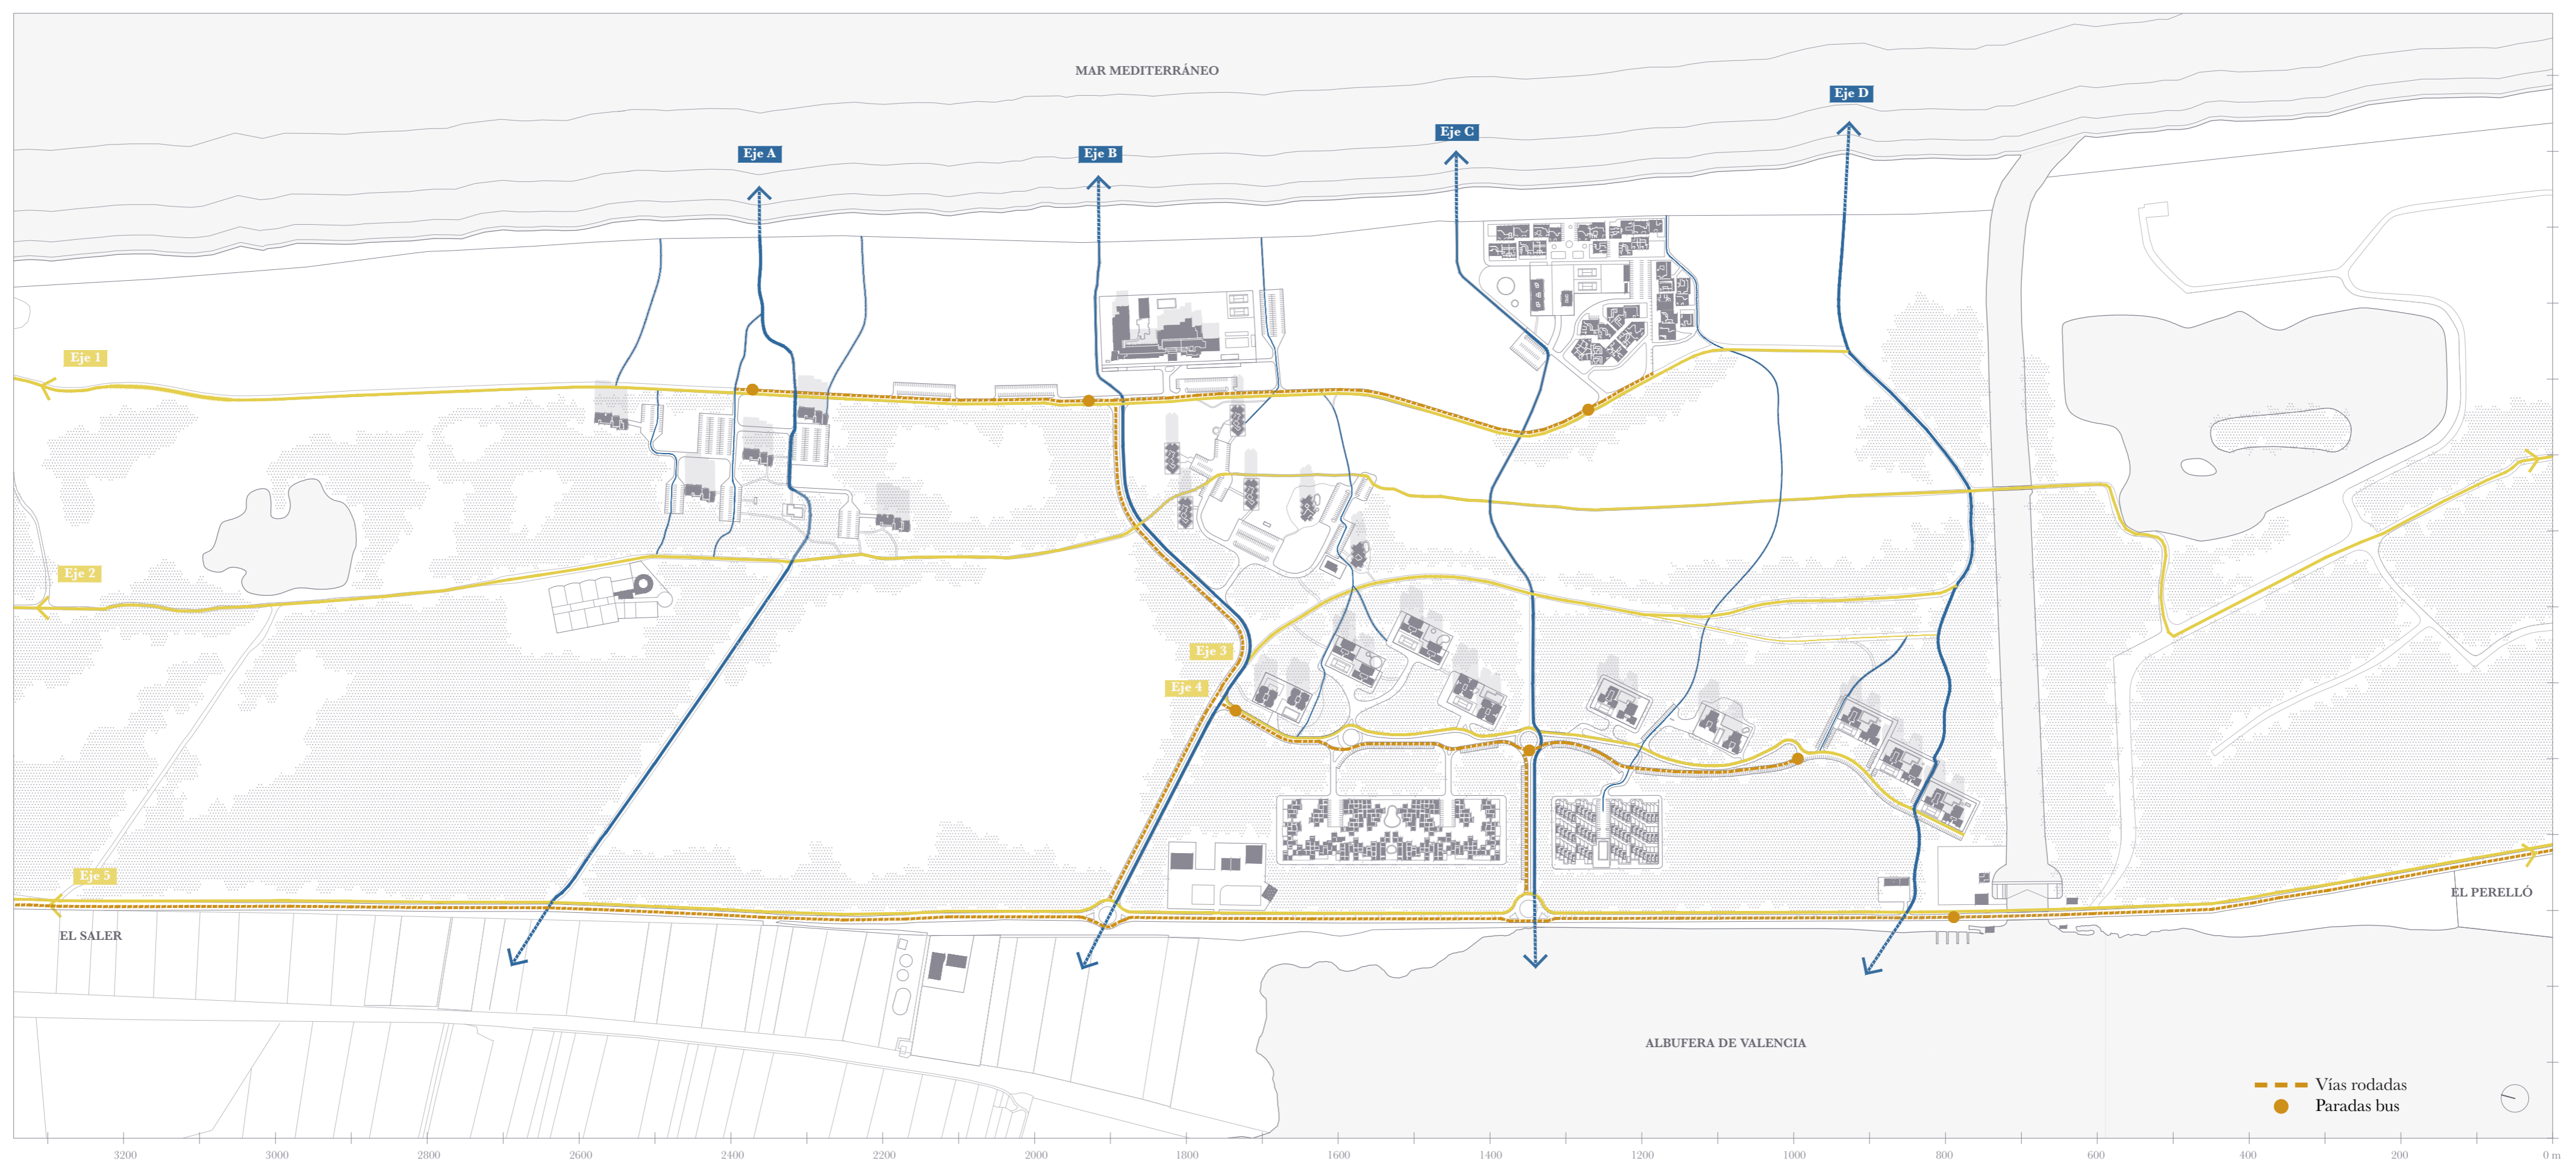 MAR MEDITERRÁNEO
Eje D
Eje C
Eje A
Eje B
Eje 1
Eje 2
Eje 3
Eje 4
Eje 5
EL PERELLÓ
EL SALER
ALBUFERA DE VALENCIA
Vías rodadas
Paradas bus
3200 3000 2800 2600 2400 2200 2000 1800 1600 1400 1200 1000 800 600 400 200 0 m